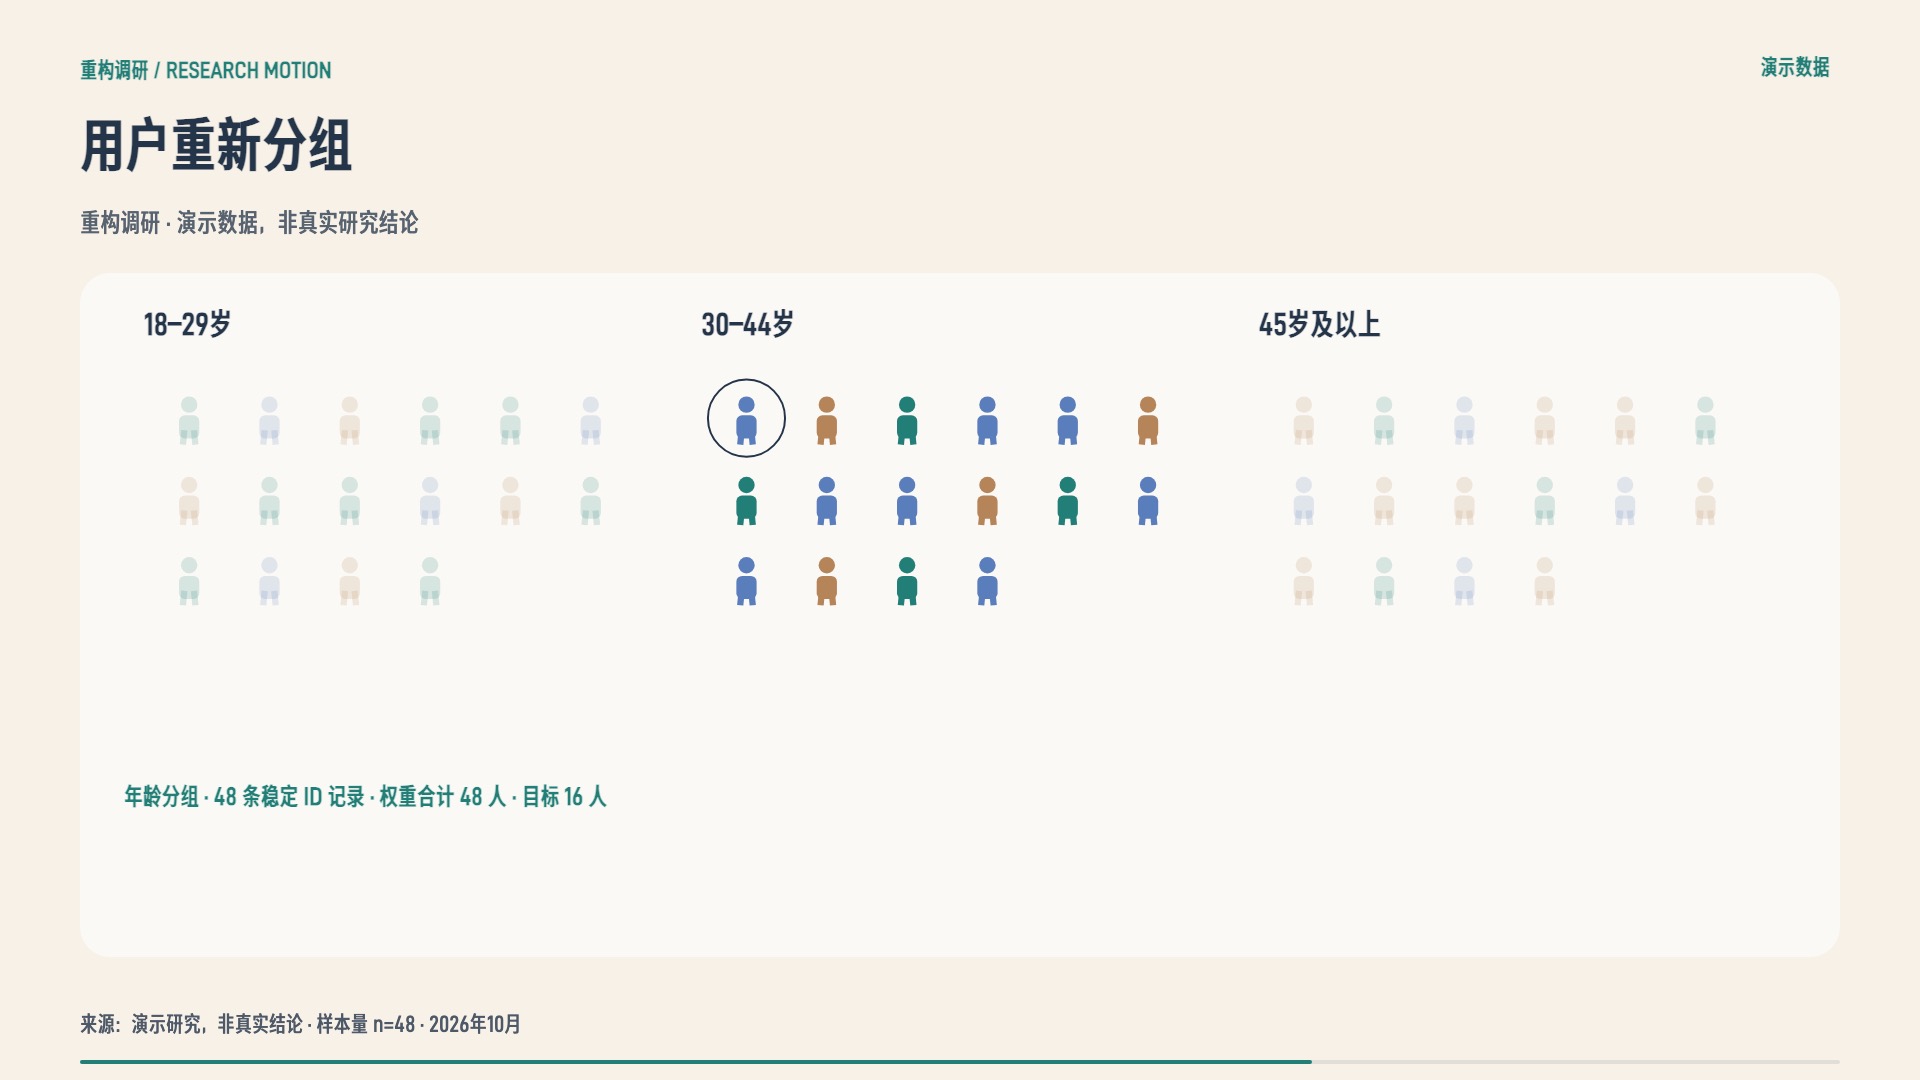 重构调研 / RESEARCH MOTION
演示数据
用户重新分组
重构调研 · 演示数据，非真实研究结论
18–29岁
30–44岁
45岁及以上
年龄分组 · 48 条稳定 ID 记录 · 权重合计 48 人 · 目标 16 人
来源：演示研究，非真实结论 · 样本量 n=48 · 2026年10月